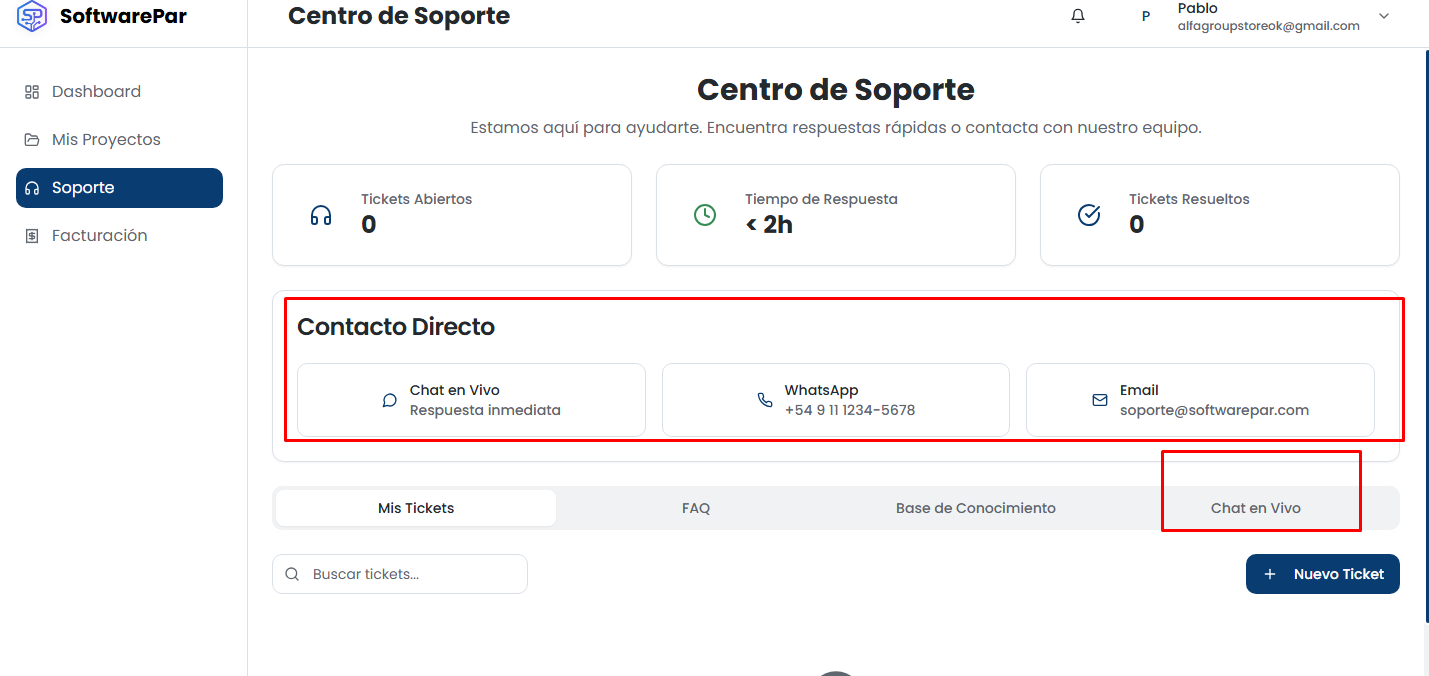 SoftwarePar
Centro de Soporte
P
Pablo
alfagroupstoreok@gmail.com
Dashboard
Mis Proyectos
Soporte
Facturación
Centro de Soporte
Estamos aquí para ayudarte. Encuentra respuestas rápidas o contacta con nuestro equipo.
Tickets Abiertos
0
Tiempo de Respuesta
< 2h
Tickets Resueltos
0
Contacto Directo
Chat en Vivo
Respuesta inmediata
WhatsApp
+54 9 11 1234-5678
Email
soporte@softwarepar.com
Mis Tickets
FAQ
Base de Conocimiento
Chat en Vivo
Buscar tickets...
+ Nuevo Ticket